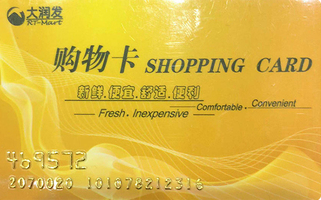 大润发
RT-Mart
购物卡 SHOPPING CARD
新鲜.便宜.舒适.便利
Comfortable、Convenient
Fresh、Inexpensive
469572
2070020 101078212316